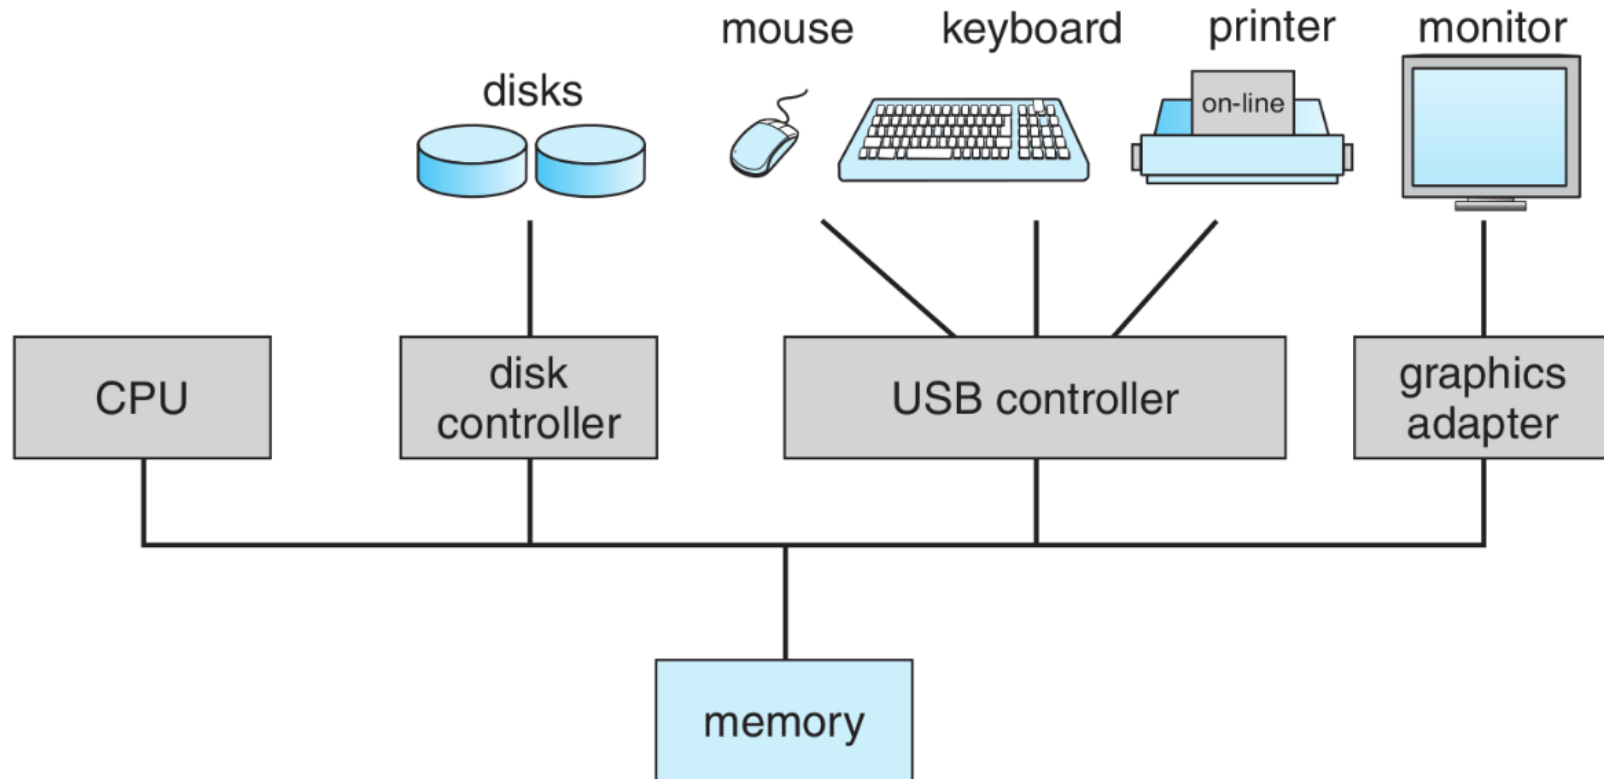 mouse
keyboard
printer
monitor
disks
on-line
CPU
disk
controller
USB controller
graphics
adapter
memory